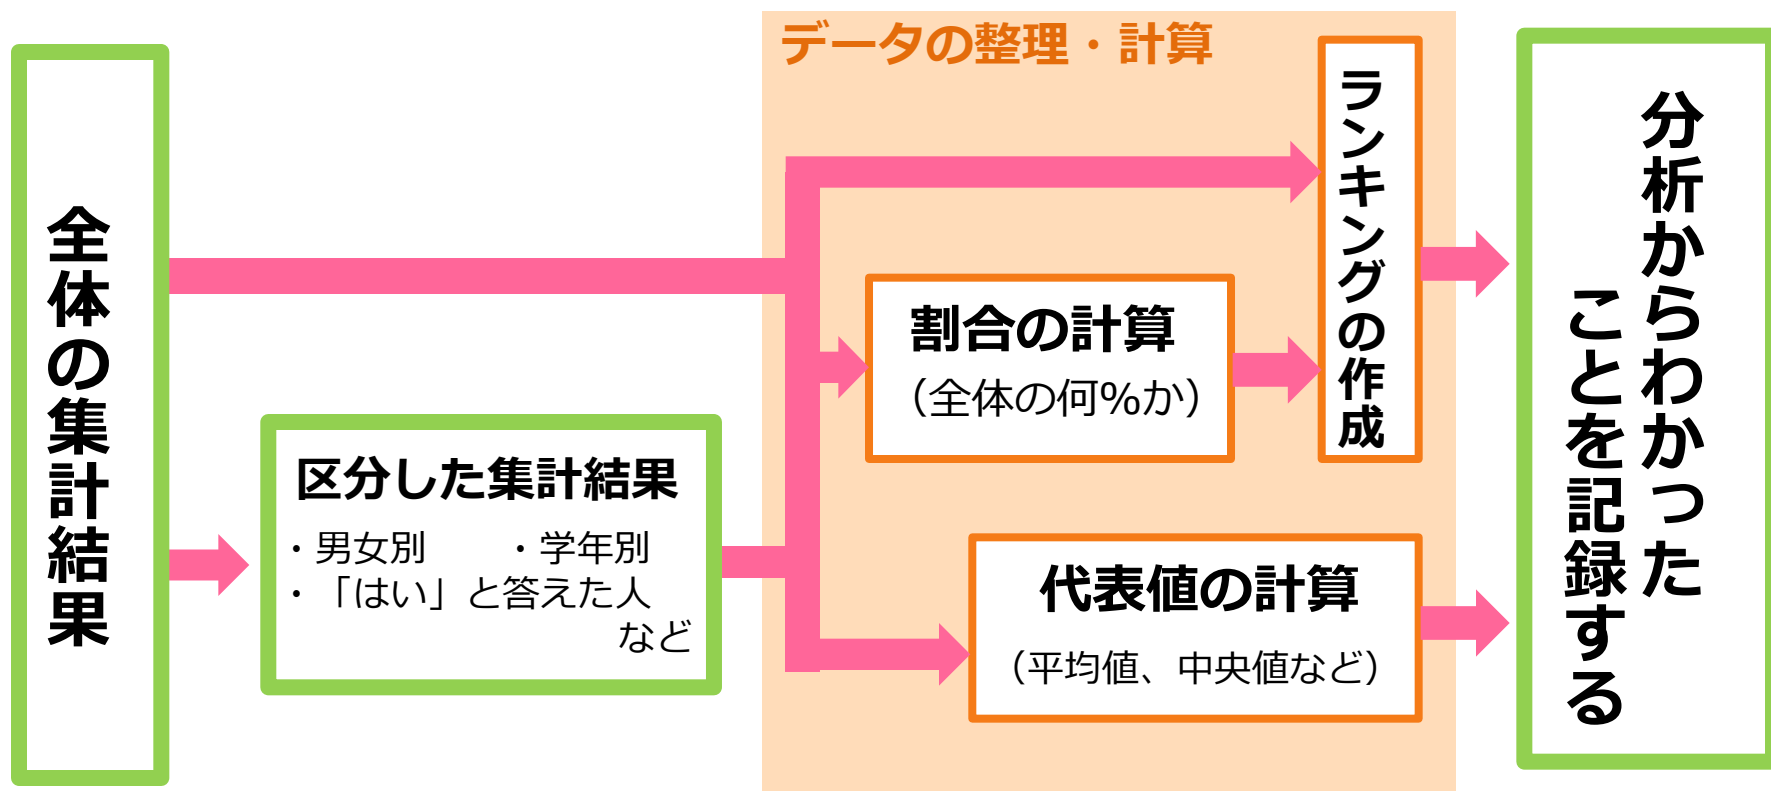 全体の集計結果
区分した集計結果
・男女別　　・学年別
・「はい」と答えた人
など
データの整理・計算
ランキングの作成
割合の計算
（全体の何%か）
代表値の計算
（平均値、中央値など）
分析からわかった
ことを記録する